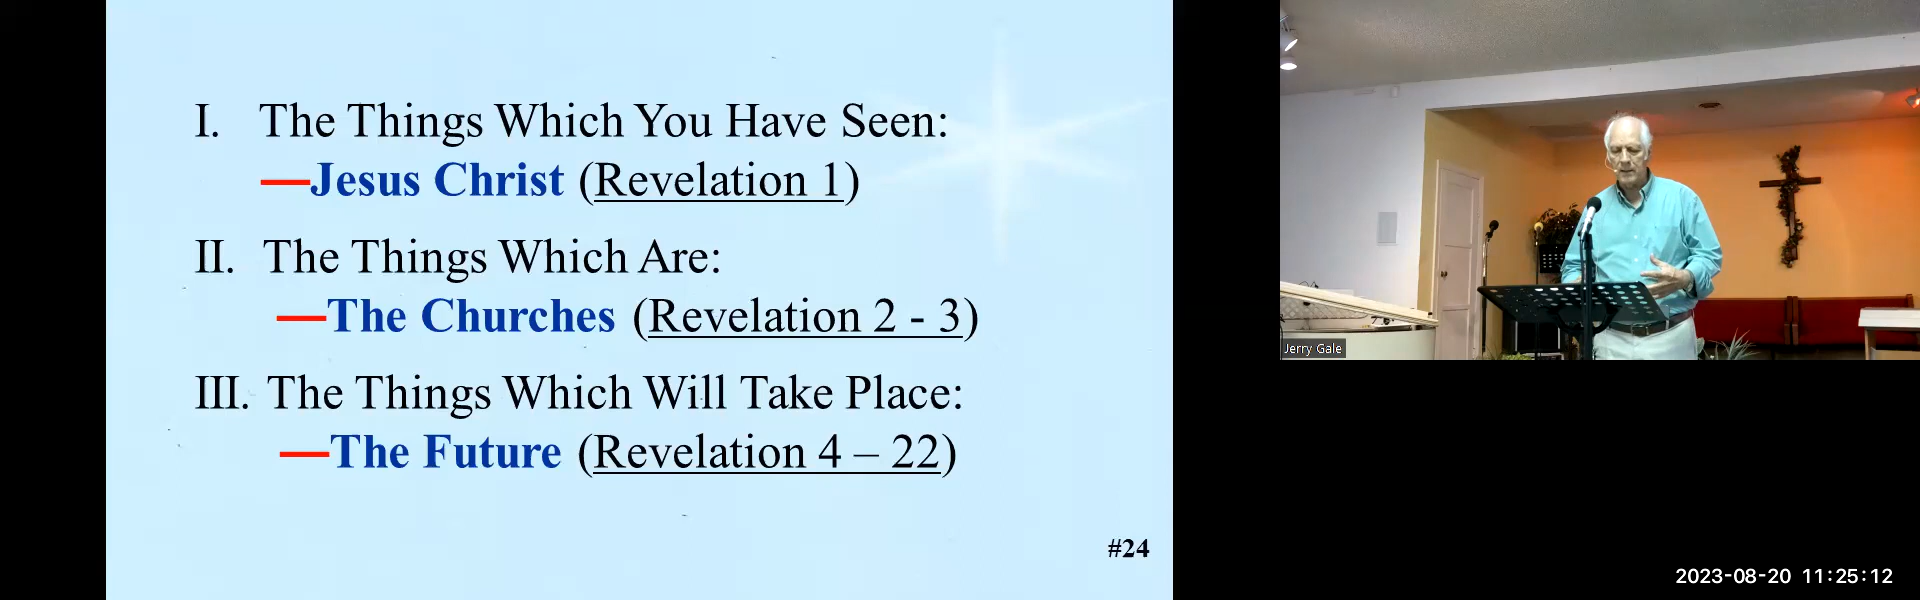 I. The Things Which You Have Seen:
—Jesus Christ (Revelation 1)
II. The Things Which Are:
—The Churches (Revelation 2 - 3)
III. The Things Which Will Take Place:
—The Future (Revelation 4 – 22)
#24
Jerry Gale
2023-08-20 11:25:12